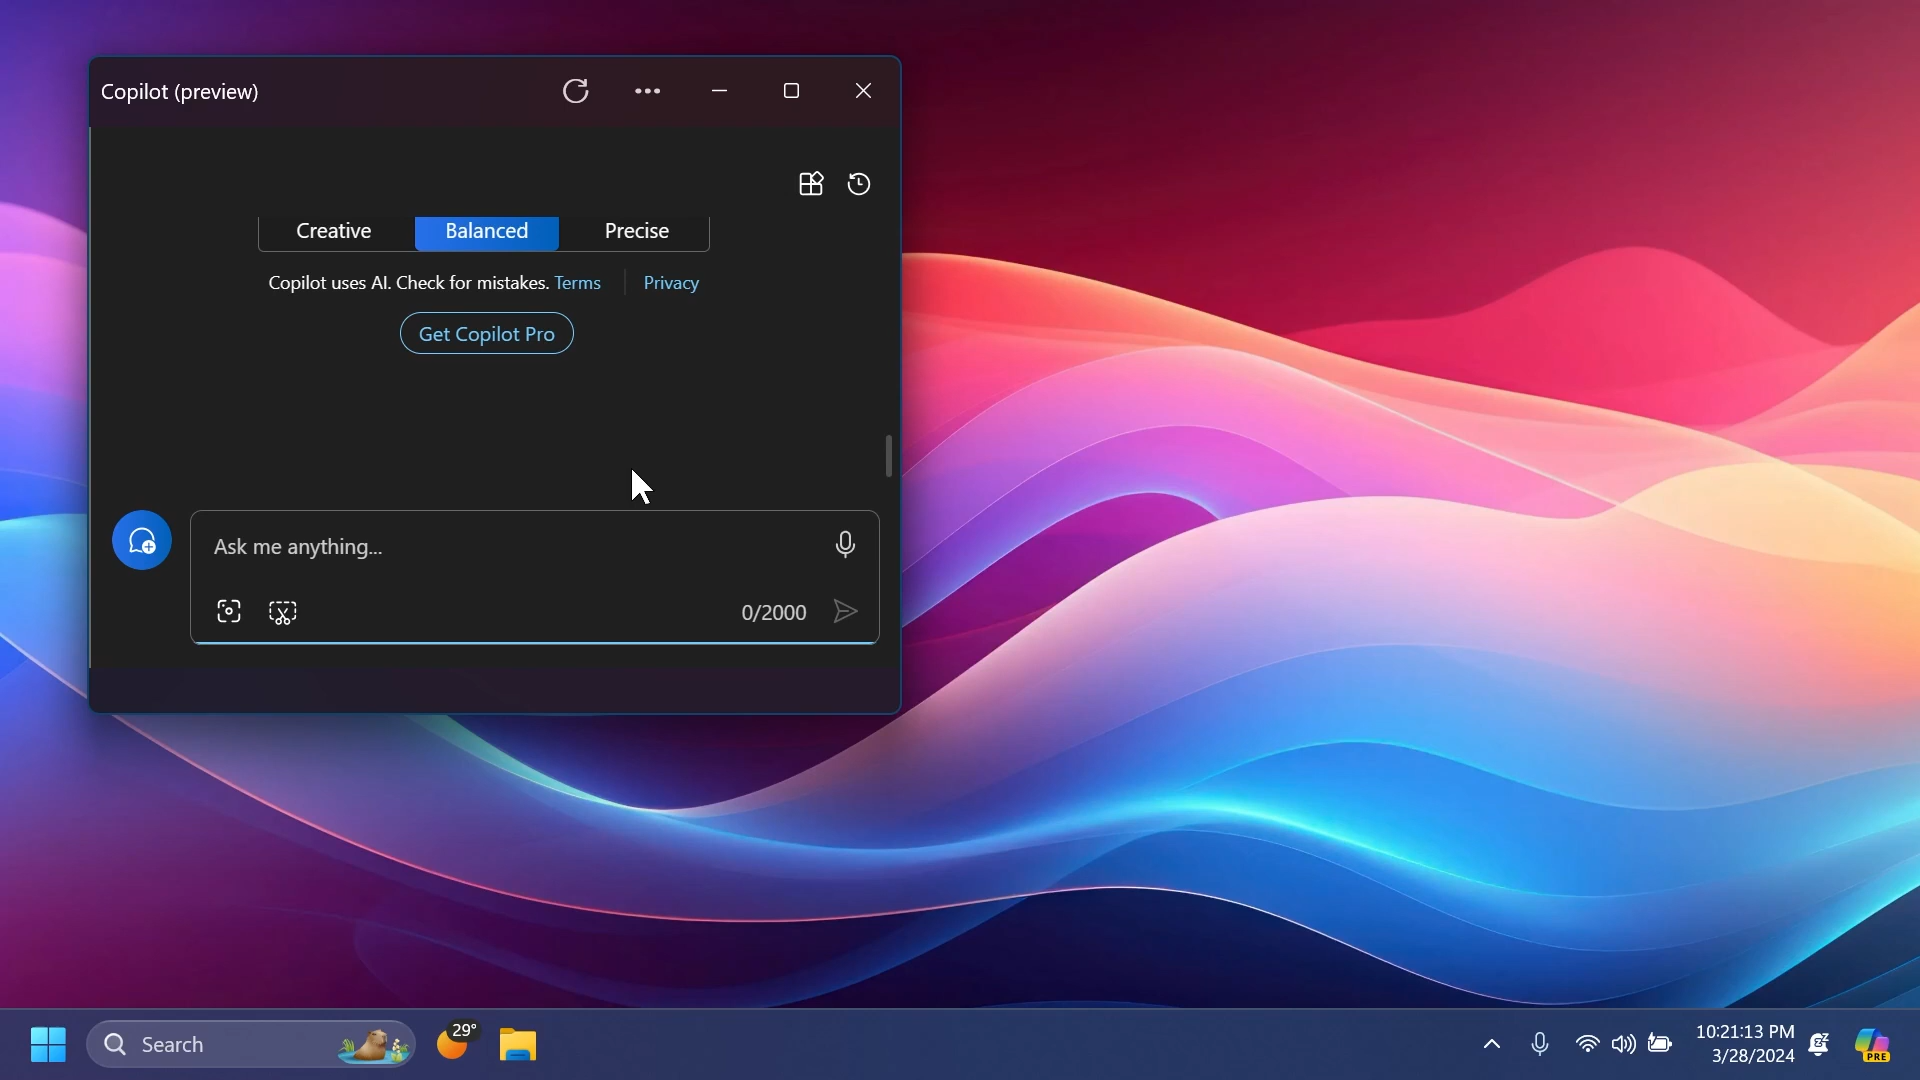 Copilot (preview)
Creative Balanced Precise
Copilot uses AI. Check for mistakes. Terms Privacy
Get Copilot Pro
Ask me anything...
0/2000
Search
29°
10:21:13 PM
3/28/2024
PRE